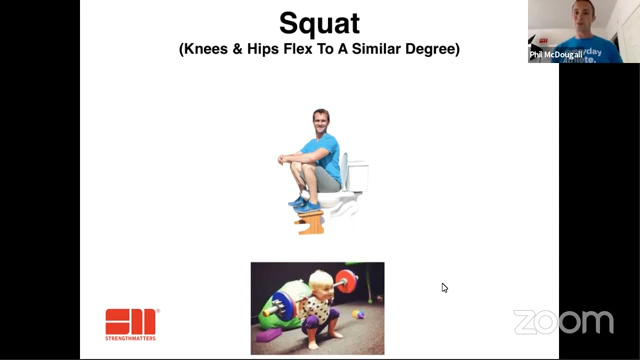 Squat
(Knees & Hips Flex To A Similar Degree)
Phil McDougall
STRENGTHMATTERS
zoom